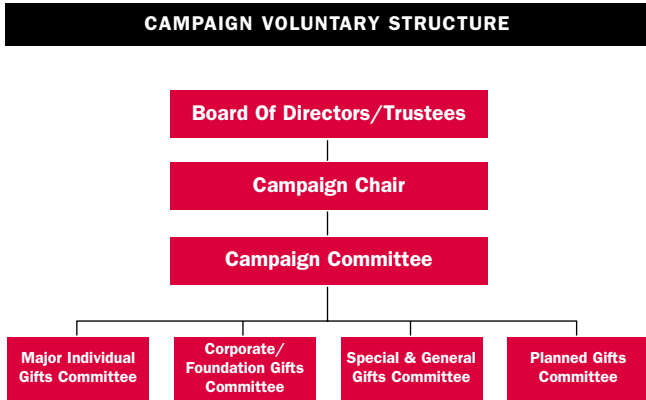 CAMPAIGN VOLUNTARY STRUCTURE
Board Of Directors/Trustees
Campaign Chair
Campaign Committee
Major Individual
Gifts Committee
Corporate/
Foundation Gifts
Committee
Special & General
Gifts Committee
Planned Gifts
Committee